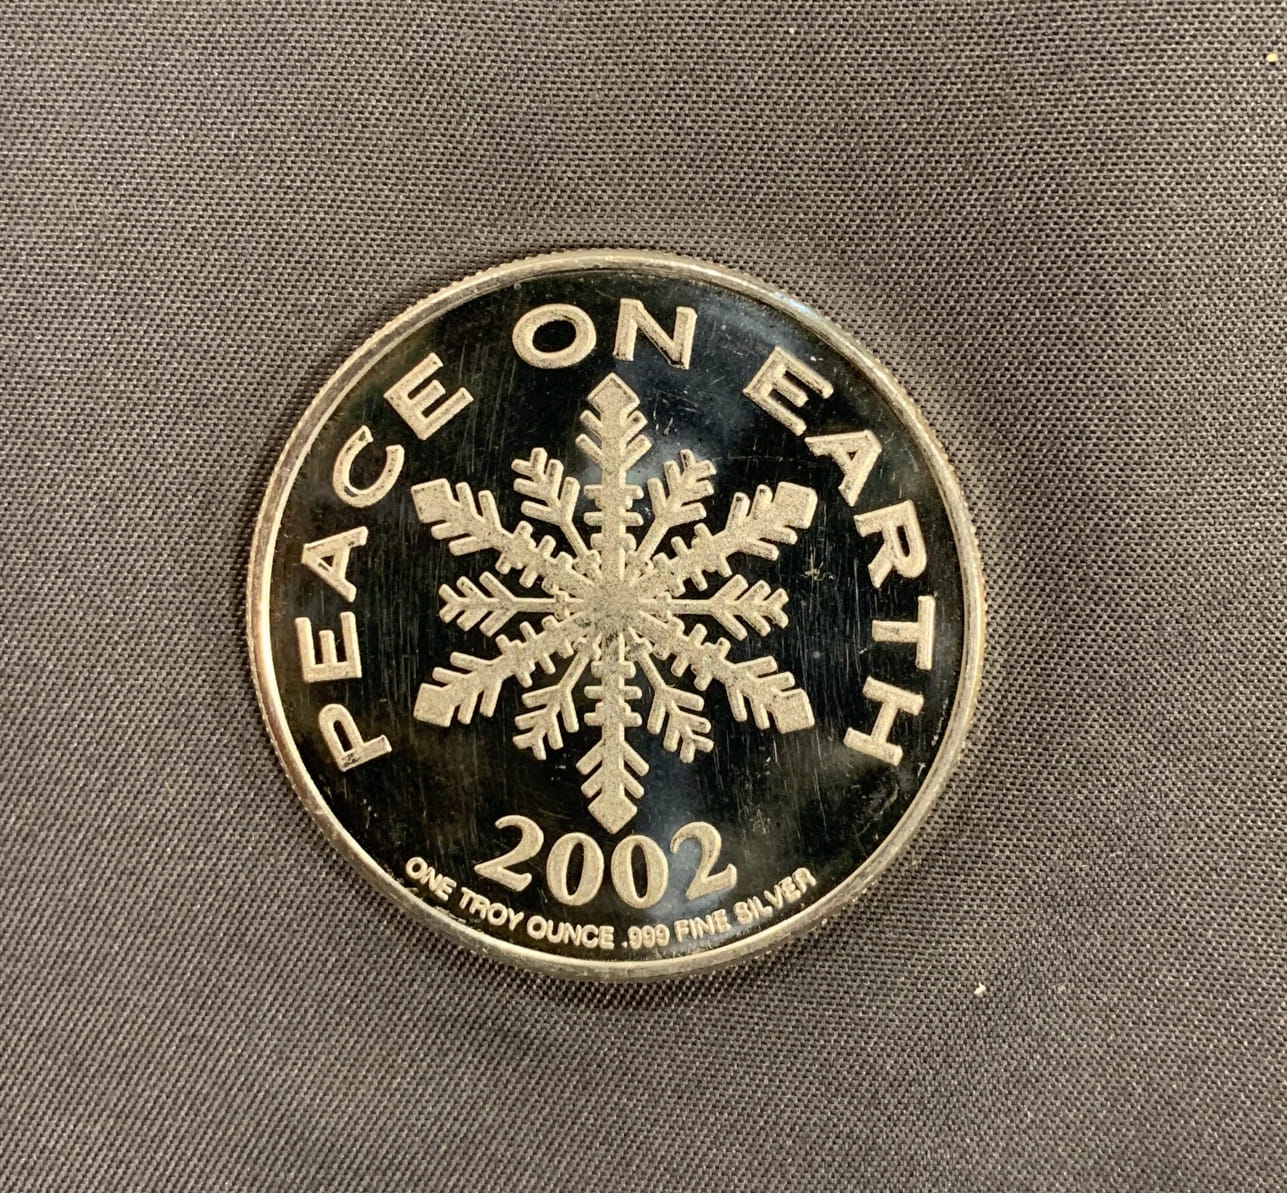 PEACE ON EARTH
2002
ONE TROY OUNCE .999 FINE SILVER